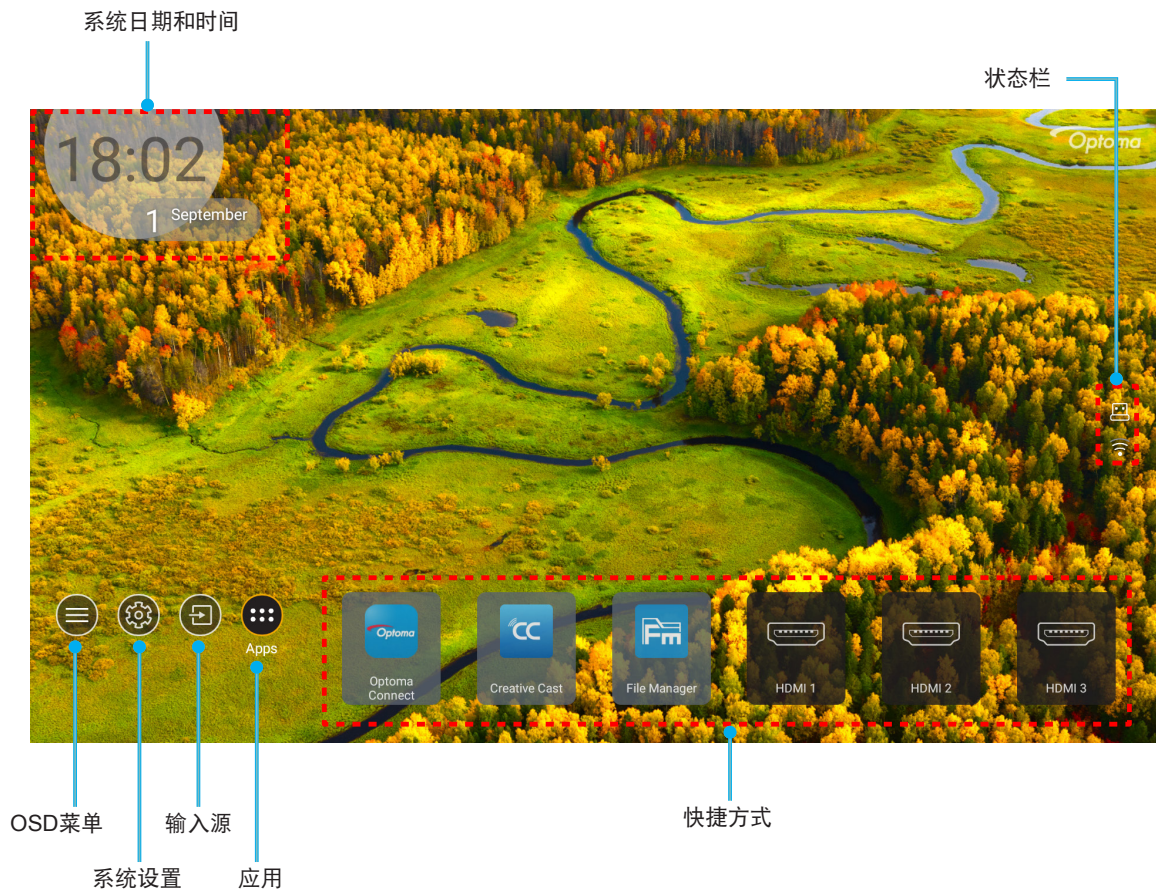 系统日期和时间
状态栏
18:02
1 September
Optoma
Apps
Optoma
Optoma
Connect
CC
Creative Cast
Fm
File Manager
HDMI 1
HDMI 2
HDMI 3
OSD菜单
输入源
快捷方式
系统设置
应用